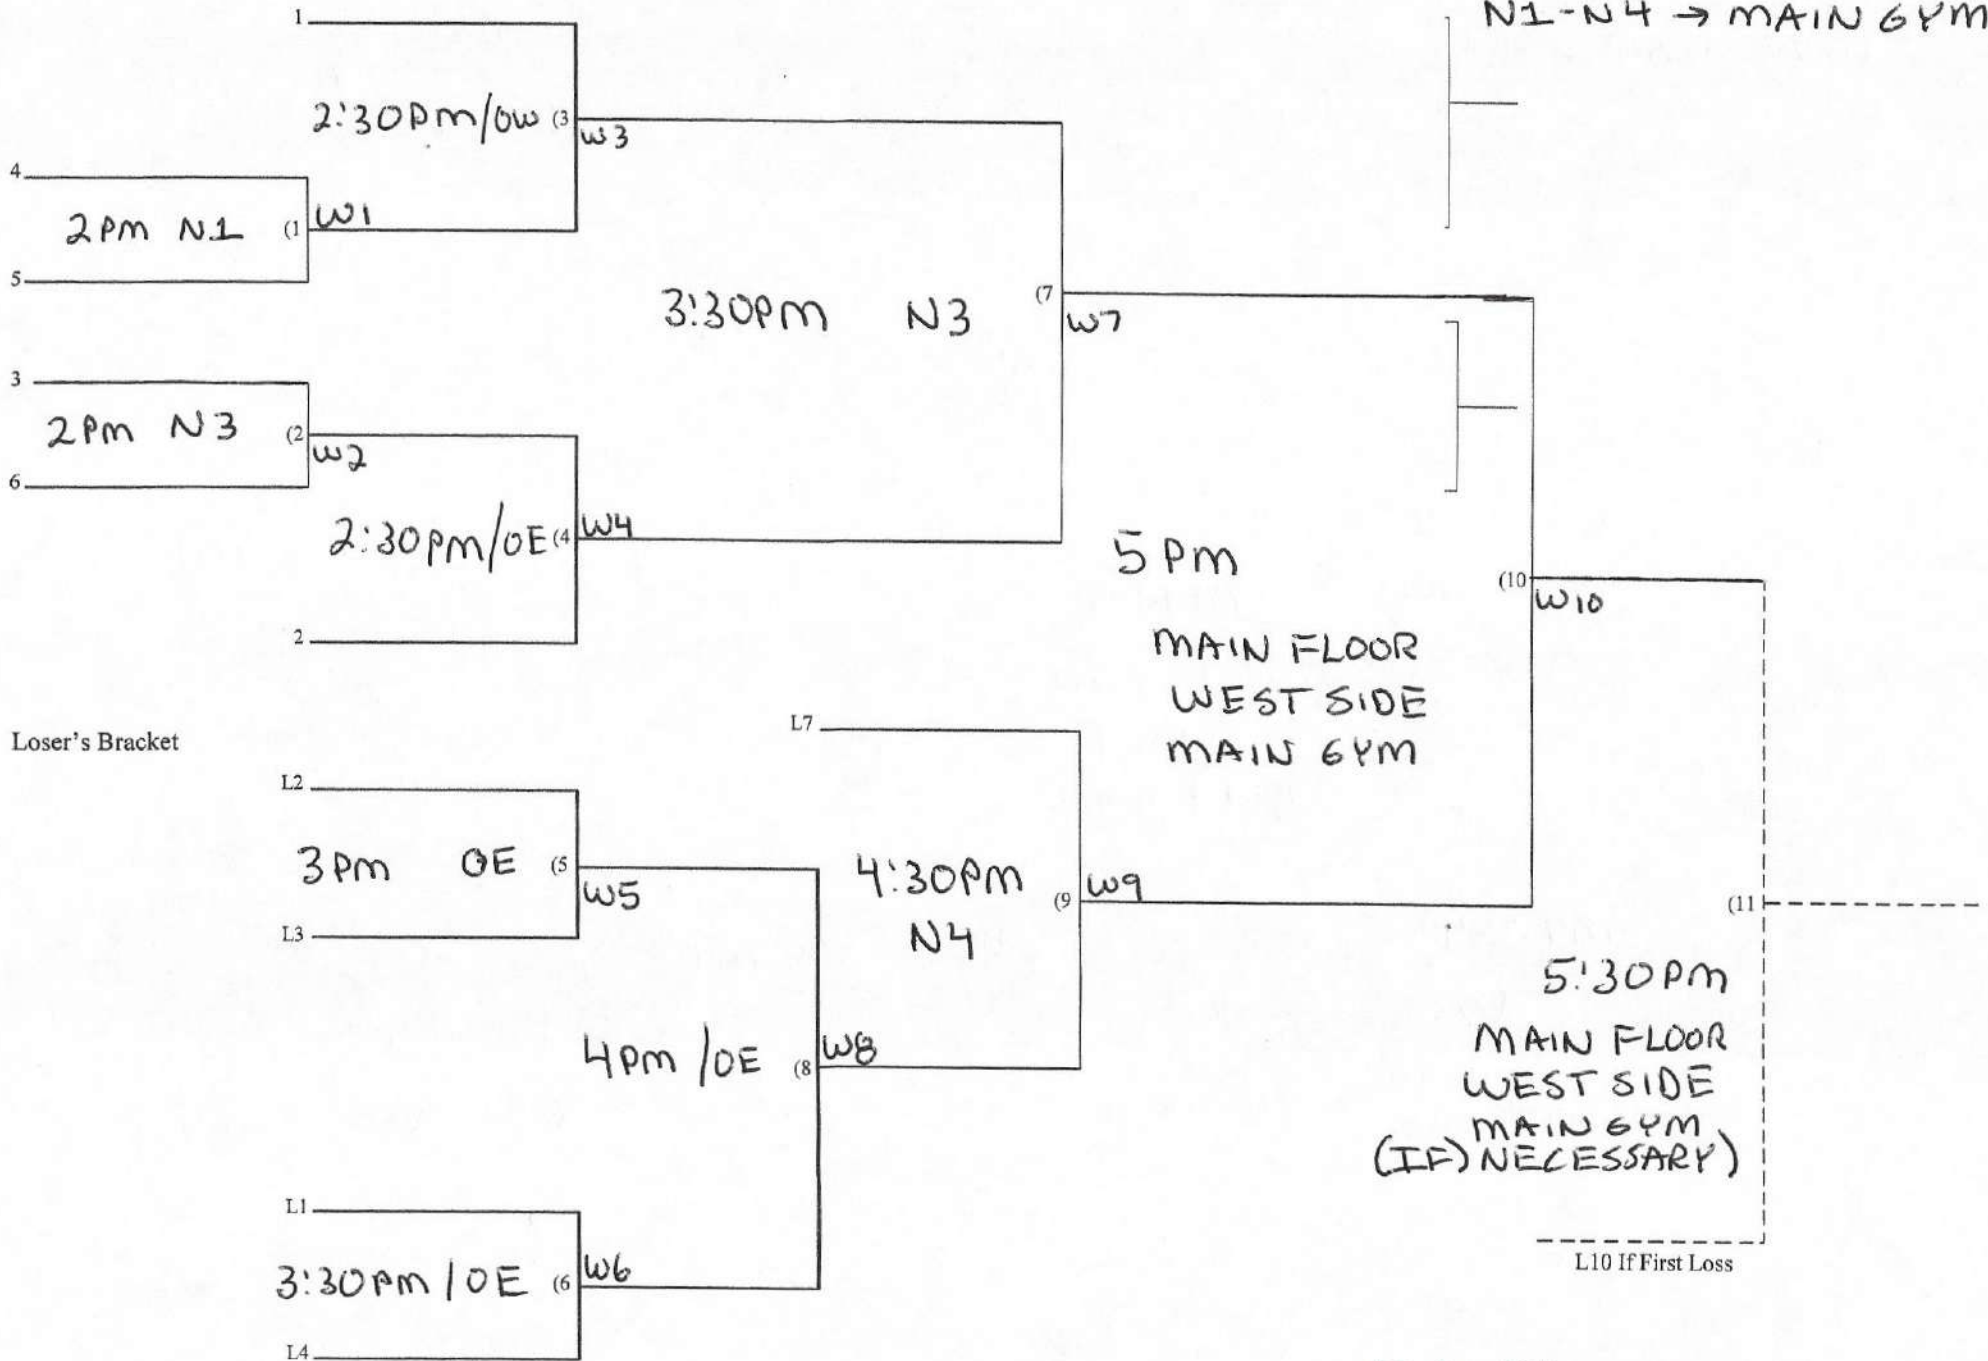 N1-N4 → MAIN GYM
1
2:30PM/OW (3
W3
4
2PM N1 (1
W1
5
3:30PM N3 (7
W7
3
2PM N3 (2
W2
6
2:30PM/OE (4
W4
2
5 PM
MAIN FLOOR
WEST SIDE
MAIN GYM
(10
W10
Loser's Bracket
L7
L2
3PM OE (5
W5
L3
4:30PM
N4
(9
W9
(11
5:30PM
MAIN FLOOR
WEST SIDE
MAIN GYM
(IF) NECESSARY)
4PM /OE (8
W8
L1
3:30PM / OE (6
W6
L4
L10 If First Loss